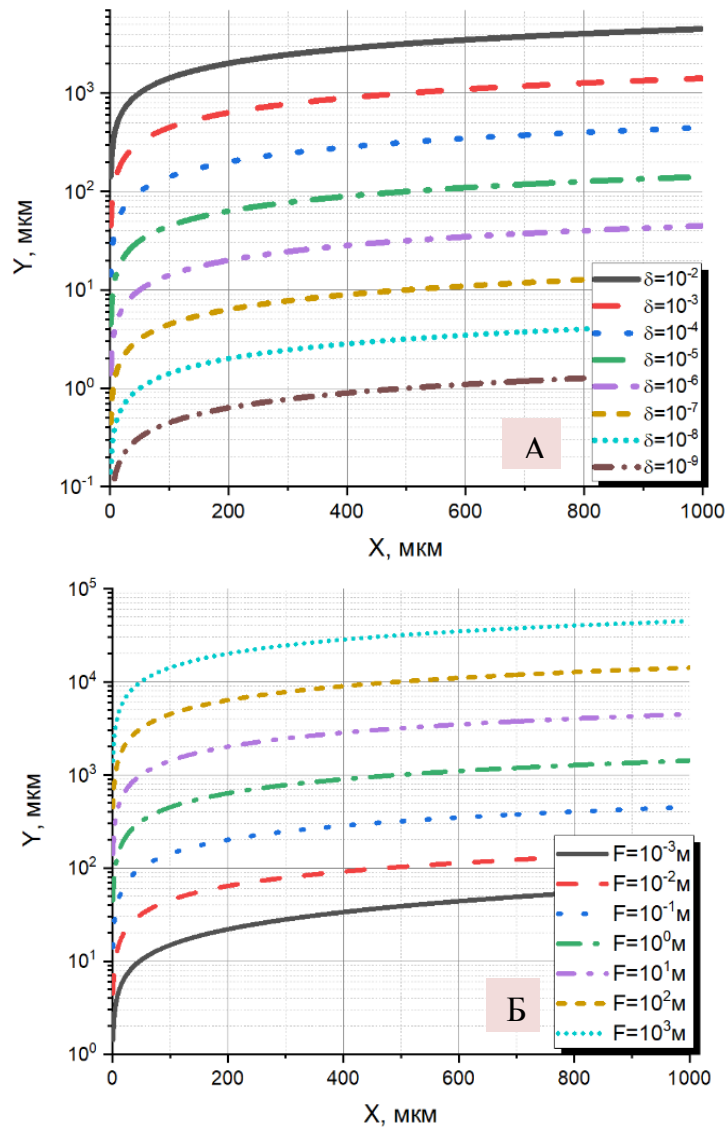 Y, мкм
10³
10²
10¹
10⁰
10⁻¹
0
200
400
600
800
1000
X, мкм
δ=10⁻²
δ=10⁻³
δ=10⁻⁴
δ=10⁻⁵
δ=10⁻⁶
δ=10⁻⁷
δ=10⁻⁸
δ=10⁻⁹
А
Y, мкм
10⁵
10⁴
10³
10²
10¹
10⁰
0
200
400
600
800
1000
X, мкм
F=10⁻³м
F=10⁻²м
F=10⁻¹м
F=10⁰м
F=10¹м
F=10²м
F=10³м
Б